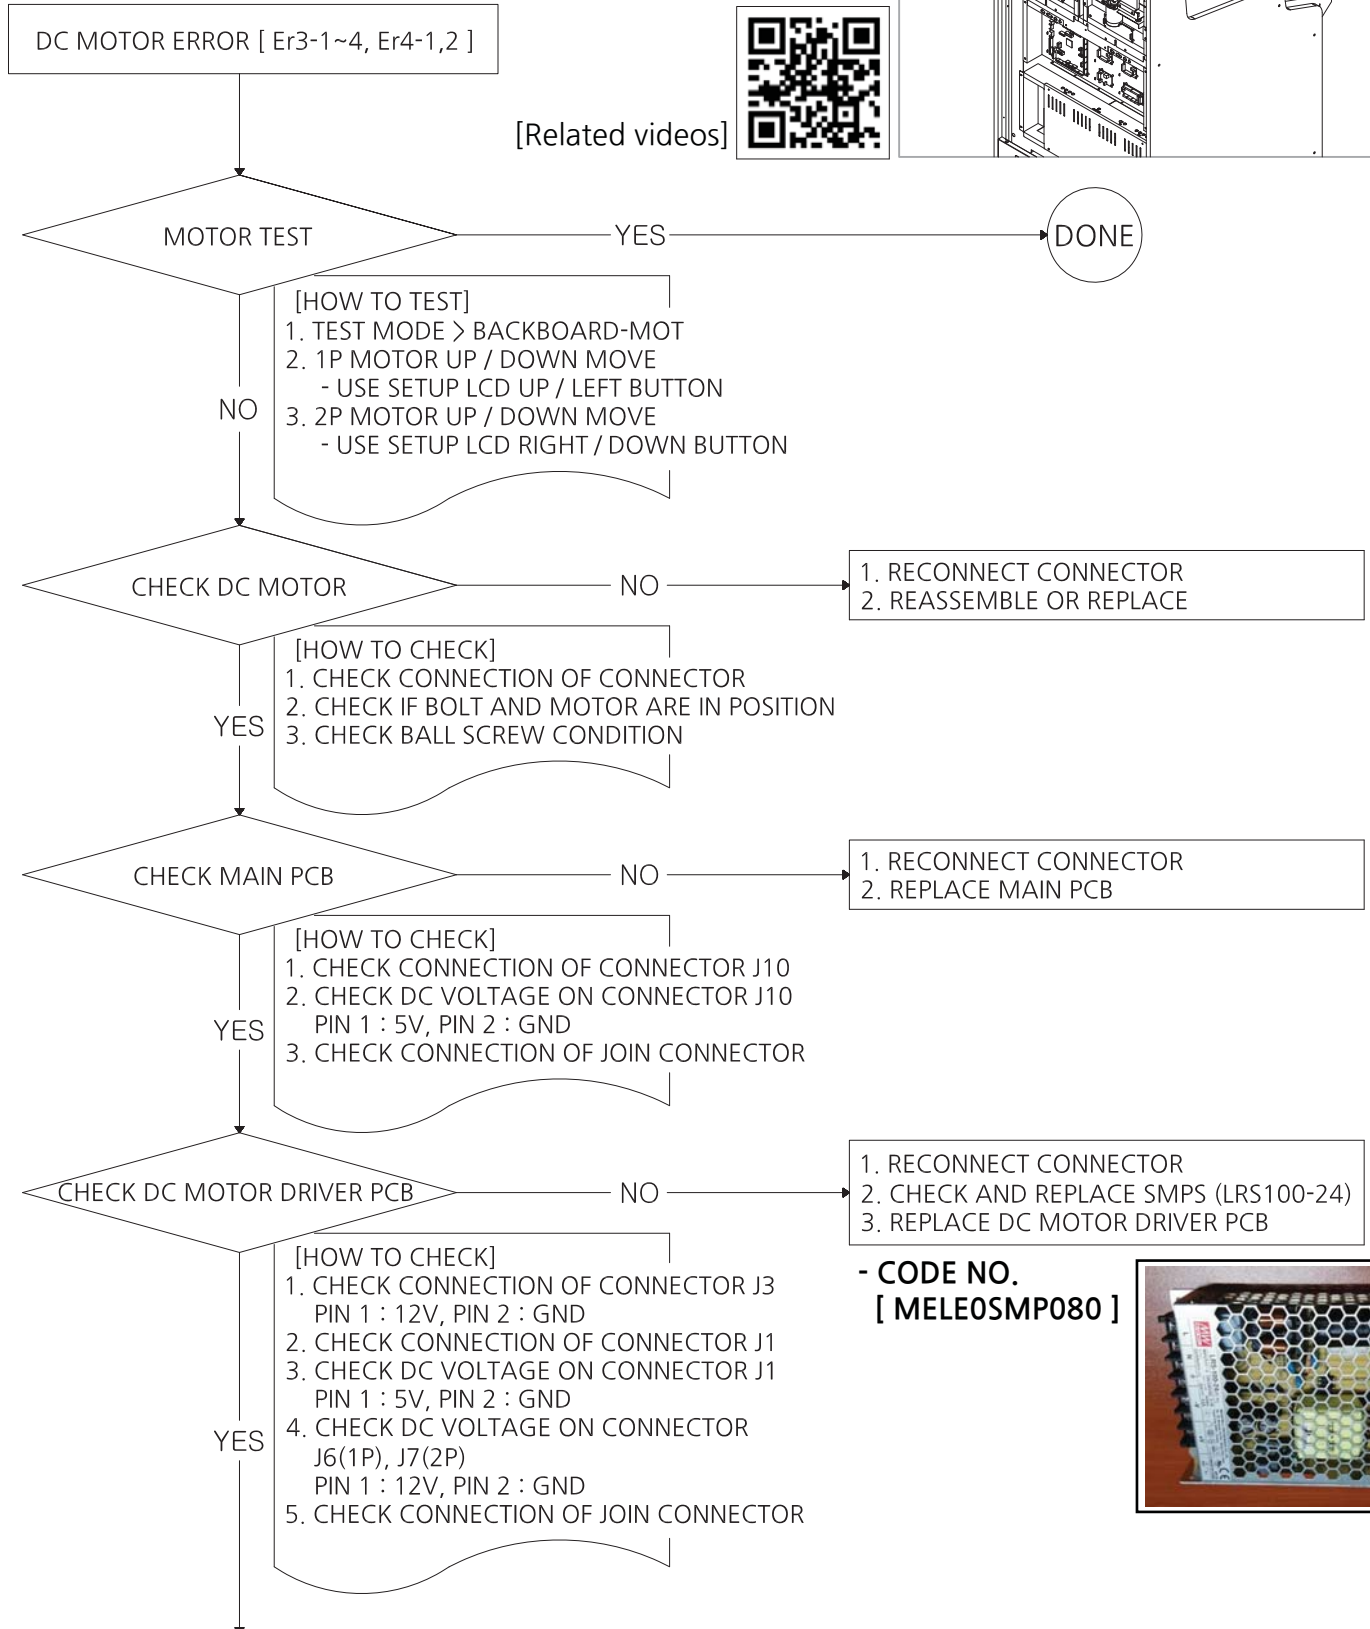 DC MOTOR ERROR [ Er3-1~4, Er4-1,2 ]
[Related videos]
MOTOR TEST
YES
DONE
[HOW TO TEST]
1. TEST MODE > BACKBOARD-MOT
2. 1P MOTOR UP / DOWN MOVE
- USE SETUP LCD UP / LEFT BUTTON
3. 2P MOTOR UP / DOWN MOVE
- USE SETUP LCD RIGHT / DOWN BUTTON
NO
CHECK DC MOTOR
NO
1. RECONNECT CONNECTOR
2. REASSEMBLE OR REPLACE
[HOW TO CHECK]
1. CHECK CONNECTION OF CONNECTOR
2. CHECK IF BOLT AND MOTOR ARE IN POSITION
3. CHECK BALL SCREW CONDITION
YES
CHECK MAIN PCB
NO
1. RECONNECT CONNECTOR
2. REPLACE MAIN PCB
[HOW TO CHECK]
1. CHECK CONNECTION OF CONNECTOR J10
2. CHECK DC VOLTAGE ON CONNECTOR J10
PIN 1 : 5V, PIN 2 : GND
3. CHECK CONNECTION OF JOIN CONNECTOR
YES
CHECK DC MOTOR DRIVER PCB
NO
1. RECONNECT CONNECTOR
2. CHECK AND REPLACE SMPS (LRS100-24)
3. REPLACE DC MOTOR DRIVER PCB
- CODE NO.
[ MELE0SMP080 ]
[HOW TO CHECK]
1. CHECK CONNECTION OF CONNECTOR J3
PIN 1 : 12V, PIN 2 : GND
2. CHECK CONNECTION OF CONNECTOR J1
3. CHECK DC VOLTAGE ON CONNECTOR J1
PIN 1 : 5V, PIN 2 : GND
4. CHECK DC VOLTAGE ON CONNECTOR
J6(1P), J7(2P)
PIN 1 : 12V, PIN 2 : GND
5. CHECK CONNECTION OF JOIN CONNECTOR
YES